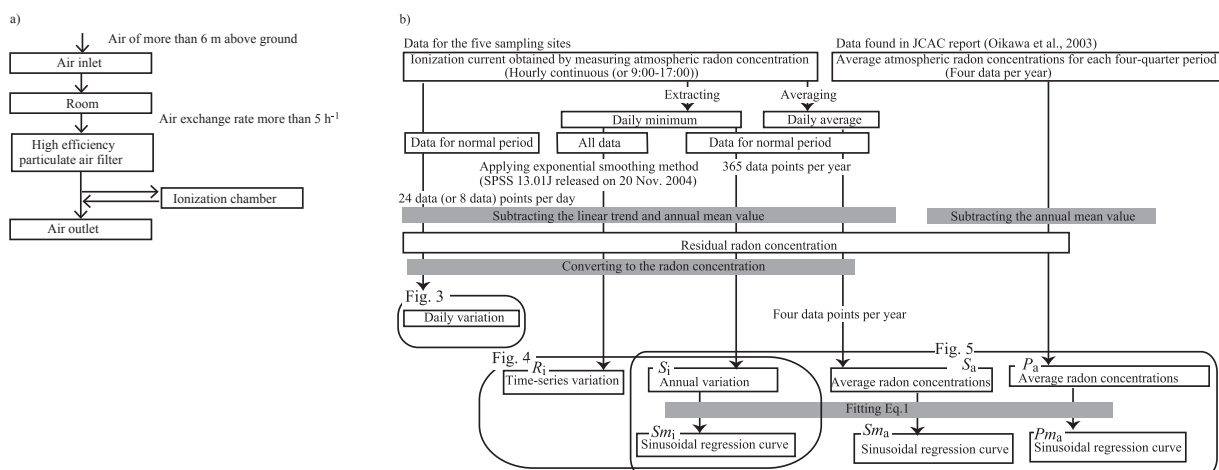 a)
Air of more than 6 m above ground
Air inlet
Room
Air exchange rate more than 5 h-1
High efficiency
particulate air filter
Ionization chamber
Air outlet
b)
Data for the five sampling sites
Ionization current obtained by measuring atmospheric radon concentration
(Hourly continuous (or 9:00-17:00))
Data found in JCAC report (Oikawa et al., 2003)
Average atmospheric radon concentrations for each four-quarter period
(Four data per year)
Extracting
Averaging
Daily minimum
Daily average
Data for normal period
All data
Data for normal period
Applying exponential smoothing method
(SPSS 13.01J released on 20 Nov. 2004)
365 data points per year
24 data (or 8 data) points per day
Subtracting the linear trend and annual mean value
Subtracting the annual mean value
Residual radon concentration
Converting to the radon concentration
Fig. 3
Daily variation
Four data points per year
Fig. 4
Fig. 5
Ri
Time-series variation
Si
Annual variation
Sa
Average radon concentrations
Pa
Average radon concentrations
Fitting Eq.1
Smi
Sinusoidal regression curve
Sma
Sinusoidal regression curve
Pma
Sinusoidal regression curve